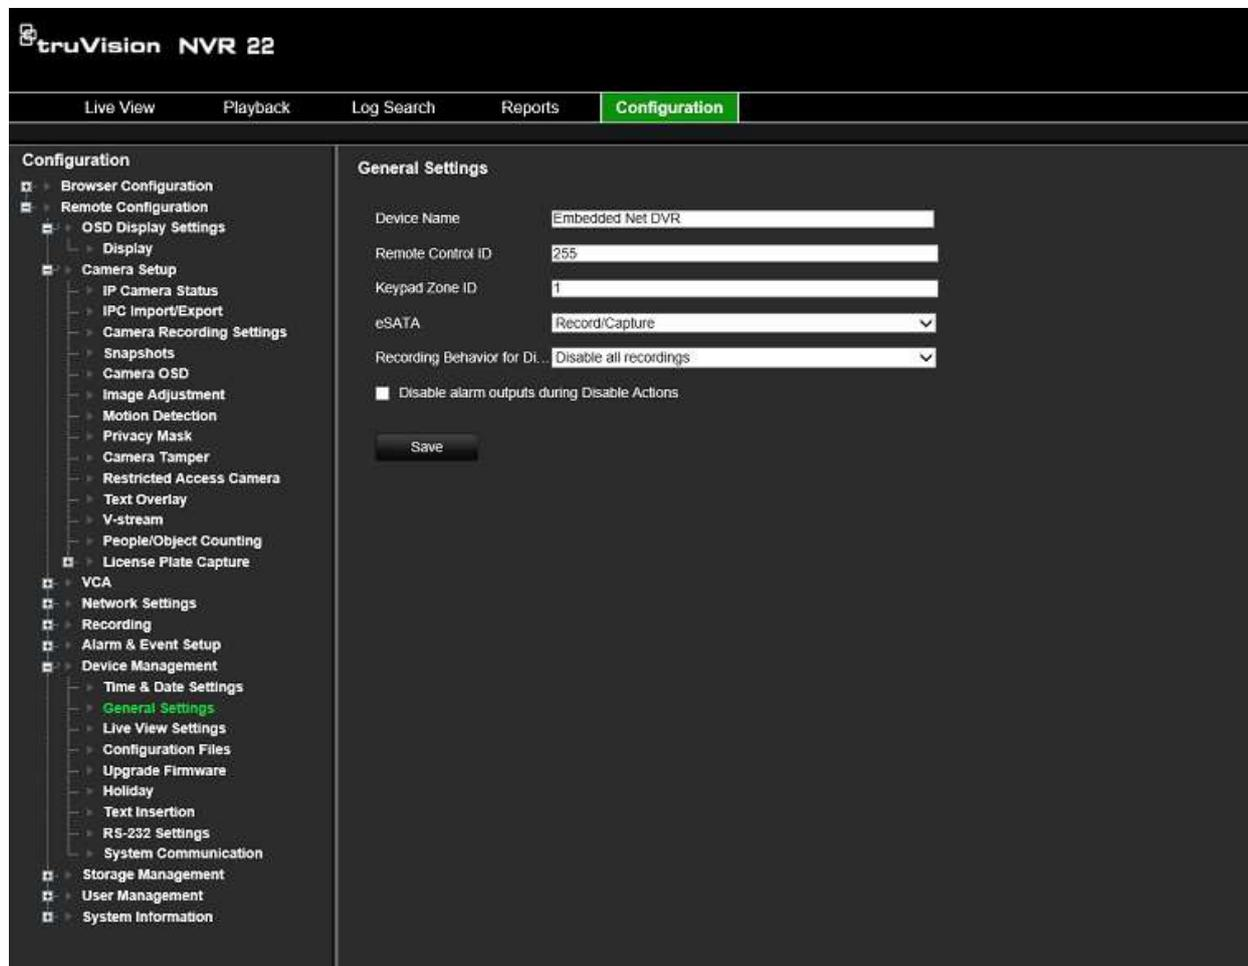 truVision NVR 22
Live View Playback Log Search Reports Configuration
Configuration
Browser Configuration
Remote Configuration
OSD Display Settings
Display
Camera Setup
IP Camera Status
IPC Import/Export
Camera Recording Settings
Snapshots
Camera OSD
Image Adjustment
Motion Detection
Privacy Mask
Camera Tamper
Restricted Access Camera
Text Overlay
V-stream
People/Object Counting
License Plate Capture
VCA
Network Settings
Recording
Alarm & Event Setup
Device Management
Time & Date Settings
General Settings
Live View Settings
Configuration Files
Upgrade Firmware
Holiday
Text Insertion
RS-232 Settings
System Communication
Storage Management
User Management
System Information
General Settings
Device Name Embedded Net DVR
Remote Control ID 255
Keypad Zone ID 1
eSATA Record/Capture
Recording Behavior for Di... Disable all recordings
Disable alarm outputs during Disable Actions
Save